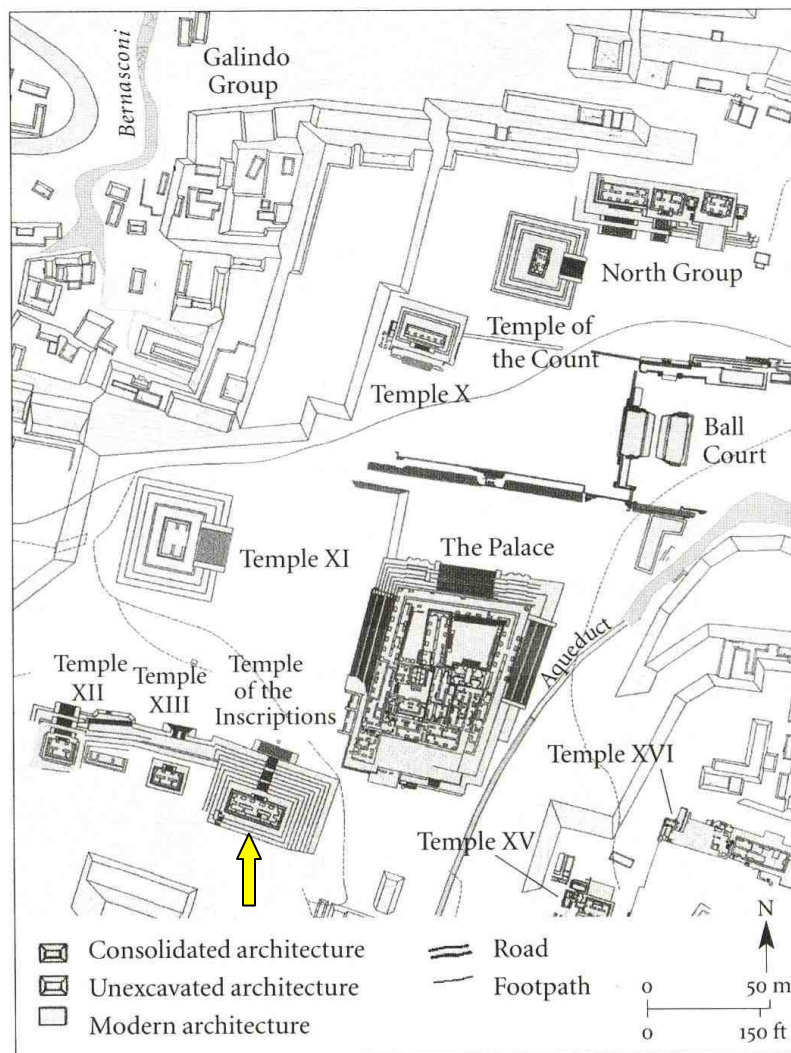 Bernasconi
Galindo
Group
North Group
Temple of
the Count
Temple X
Ball
Court
Temple XI
The Palace
Aqueduct
Temple
XII
Temple
XIII
Temple
of the
Inscriptions
Temple XVI
Temple XV
N
Consolidated architecture
Unexcavated architecture
Modern architecture
Road
Footpath
0 50 m
0 150 ft